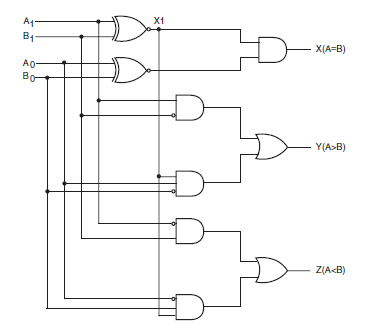 A1 X1
B1
X(A=B)
A0
B0
Y(A>B)
Z(A<B)